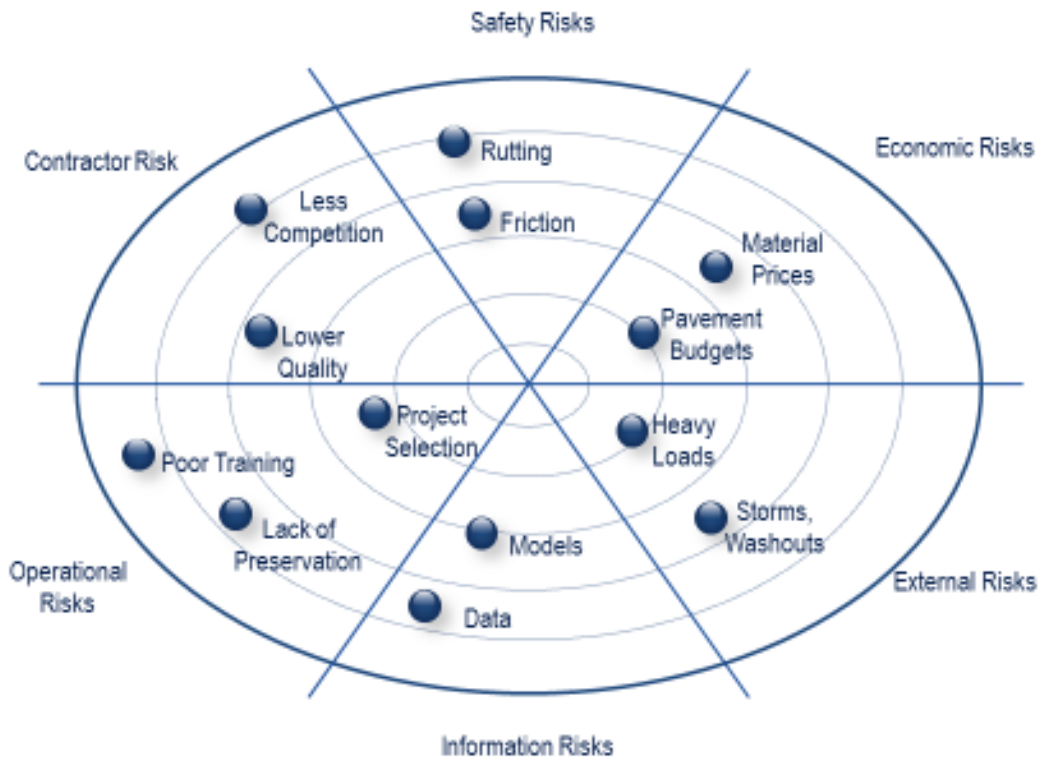 Safety Risks
Contractor Risk
Economic Risks
Rutting
Less
Competition
Friction
Material
Prices
Lower
Quality
Pavement
Budgets
Project
Selection
Heavy
Loads
Poor Training
Lack of
Preservation
Models
Storms,
Washouts
Operational
Risks
External Risks
Data
Information Risks